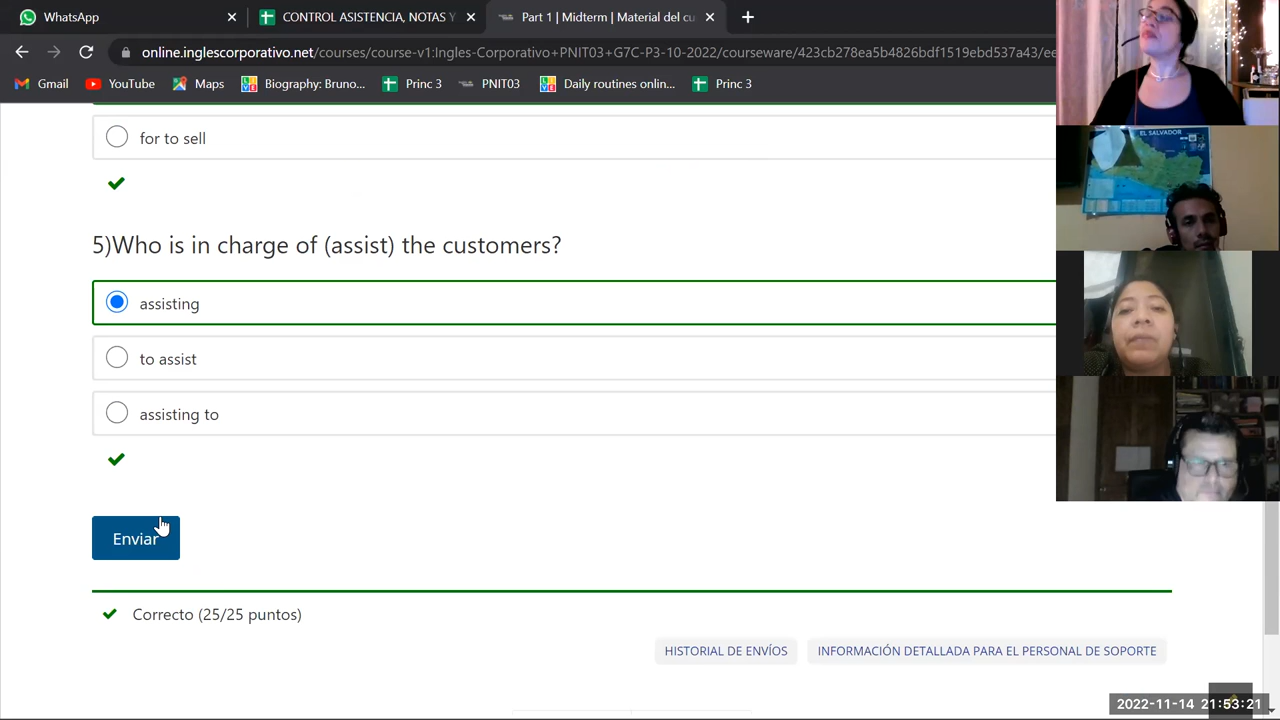 WhatsApp
CONTROL ASISTENCIA, NOTAS
Part 1 | Midterm | Material del cu
online.inglescorporativo.net/courses/course-v1:Ingles-Corporativo+PNIT03+G7C-P3-10-2022/courseware/423cb278ea5b4826bdf1519ebd537a43/ee
Gmail
YouTube
Maps
Biography: Bruno...
Princ 3
PNIT03
Daily routines onlin...
Princ 3
EL SALVADOR
for to sell
5)Who is in charge of (assist) the customers?
assisting
to assist
assisting to
Enviar
Correcto (25/25 puntos)
HISTORIAL DE ENVÍOS
INFORMACIÓN DETALLADA PARA EL PERSONAL DE SOPORTE
2022-11-14 21:53:21